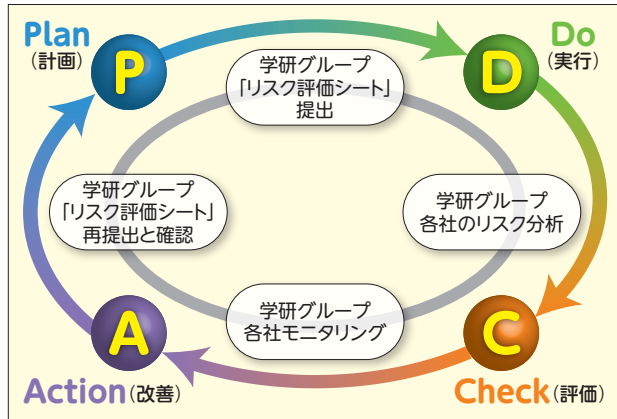 Plan
(計画)
P
学研グループ
「リスク評価シート」
提出
D
Do
(実行)
学研グループ
「リスク評価シート」
再提出と確認
学研グループ
各社のリスク分析
学研グループ
各社モニタリング
A
Action(改善)
C
Check(評価)